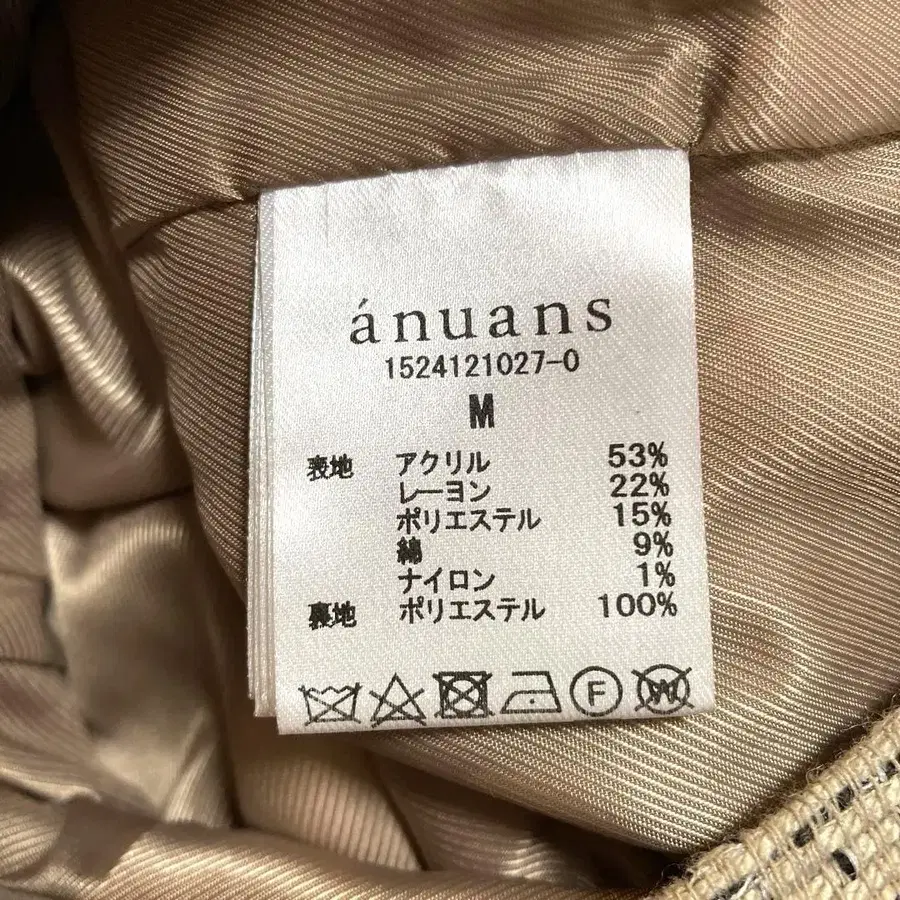 ánuans
1524121027-0
M
表地 アクリル 53%
レーヨン 22%
ポリエステル 15%
綿 9%
ナイロン 1%
裏地 ポリエステル 100%
F W